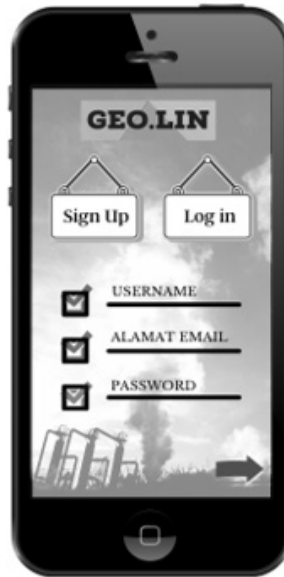 GEO.LIN
Sign Up Log in
USERNAME
ALAMAT EMAIL
PASSWORD